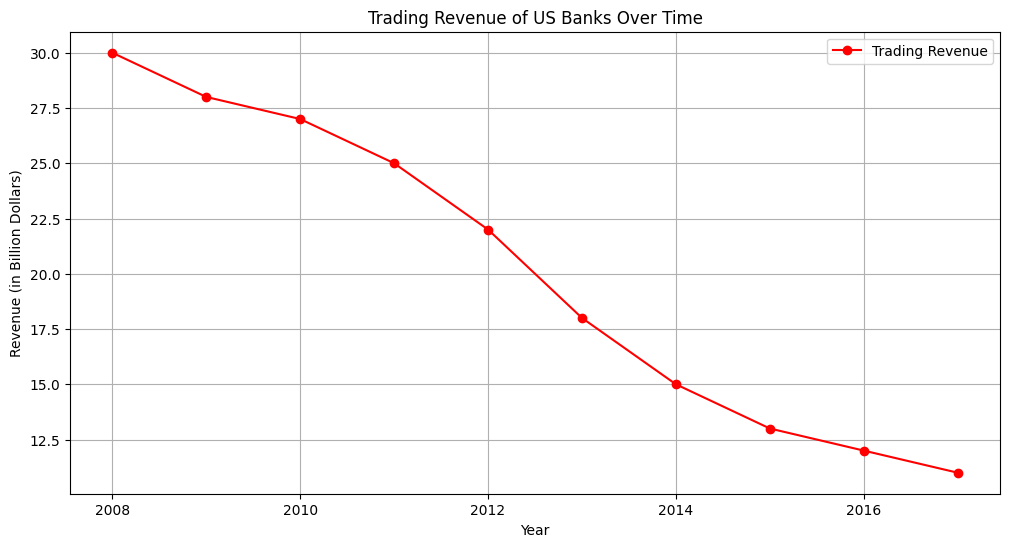 Trading Revenue of US Banks Over Time
Trading Revenue
Revenue (in Billion Dollars)
30.0
27.5
25.0
22.5
20.0
17.5
15.0
12.5
2008 2010 2012 2014 2016
Year